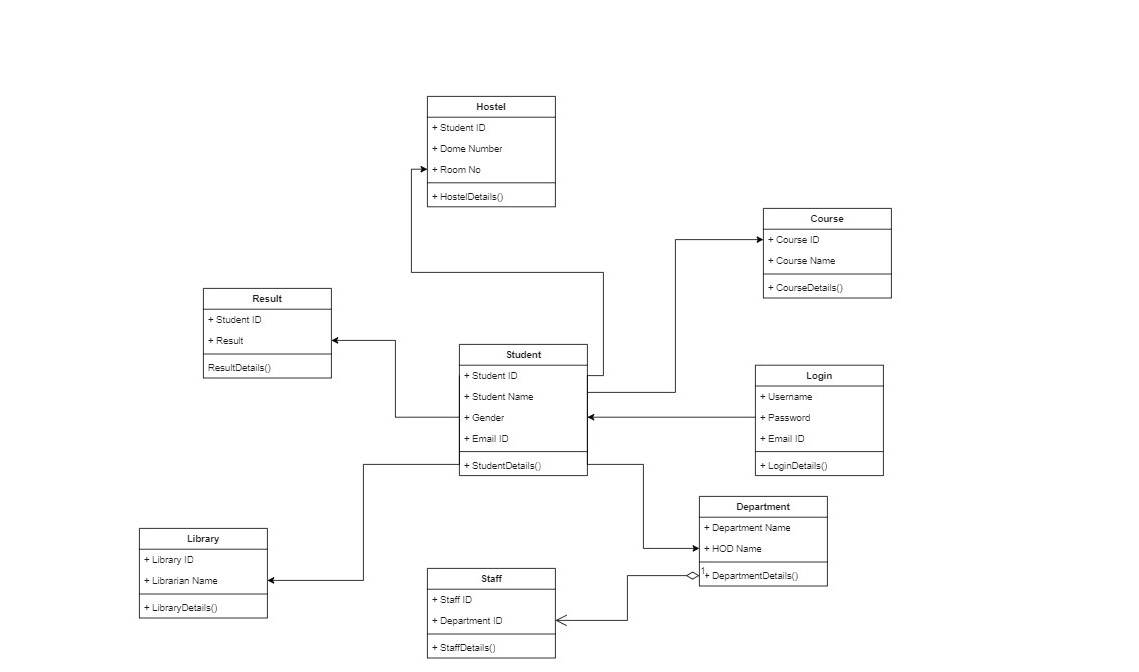 Hostel
+ Student ID
+ Dome Number
+ Room No
+ HostelDetails()
Course
+ Course ID
+ Course Name
+ CourseDetails()
Result
+ Student ID
+ Result
ResultDetails()
Student
+ Student ID
+ Student Name
+ Gender
+ Email ID
+ StudentDetails()
Login
+ Username
+ Password
+ Email ID
+ LoginDetails()
Department
+ Department Name
+ HOD Name
1
+ DepartmentDetails()
Library
+ Library ID
+ Librarian Name
+ LibraryDetails()
Staff
+ Staff ID
+ Department ID
+ StaffDetails()